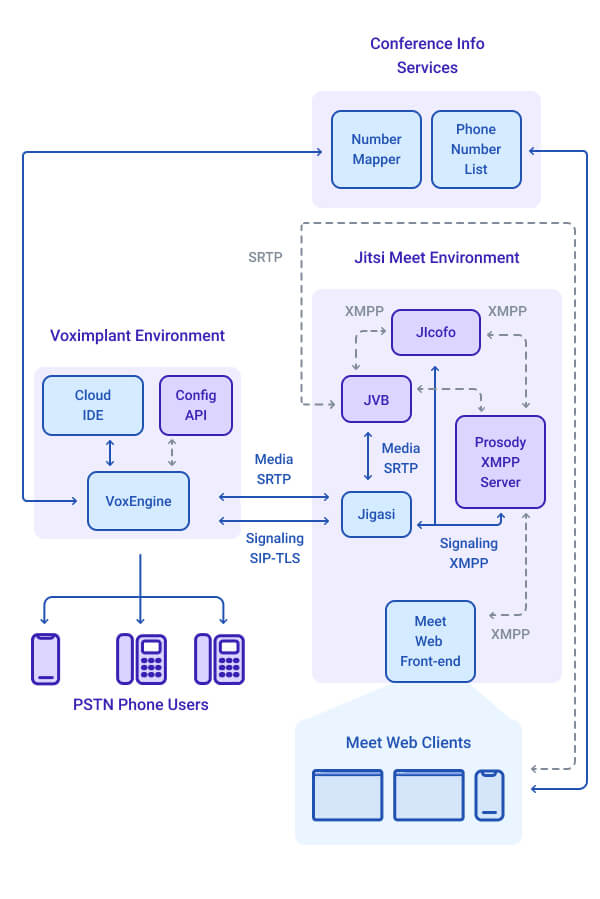 Conference Info
Services
Number
Mapper
Phone
Number
List
SRTP
Jitsi Meet Environment
XMPP
JIcofo
XMPP
Voximplant Environment
Cloud
IDE
Config
API
JVB
Prosody
XMPP
Server
Media
SRTP
Media
SRTP
VoxEngine
Jigasi
Signaling
SIP-TLS
Signaling
XMPP
Meet
Web
Front-end
XMPP
PSTN Phone Users
Meet Web Clients